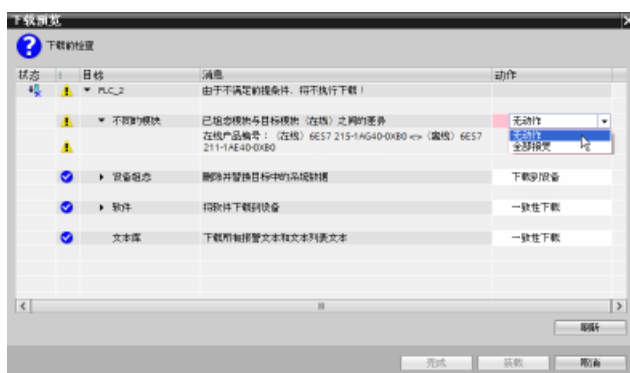 下载预览
下载前检查
状态 ! 目标 消息 动作
PLC_2 由于不满足前提条件，将不执行下载！
不同的模块 已组态模块与目标模块（在线）之间的差异 无动作
在线产品编号：（在线）6ES7 215-1AG40-0XB0 <=> （离线）6ES7 211-1AE40-0XB0
无动作
全部接受
设备组态 删除并替换目标中的系统数据 下载到设备
软件 将软件下载到设备 一致性下载
文本库 下载所有报警文本和文本列表文本 一致性下载
刷新
完成 装载 取消